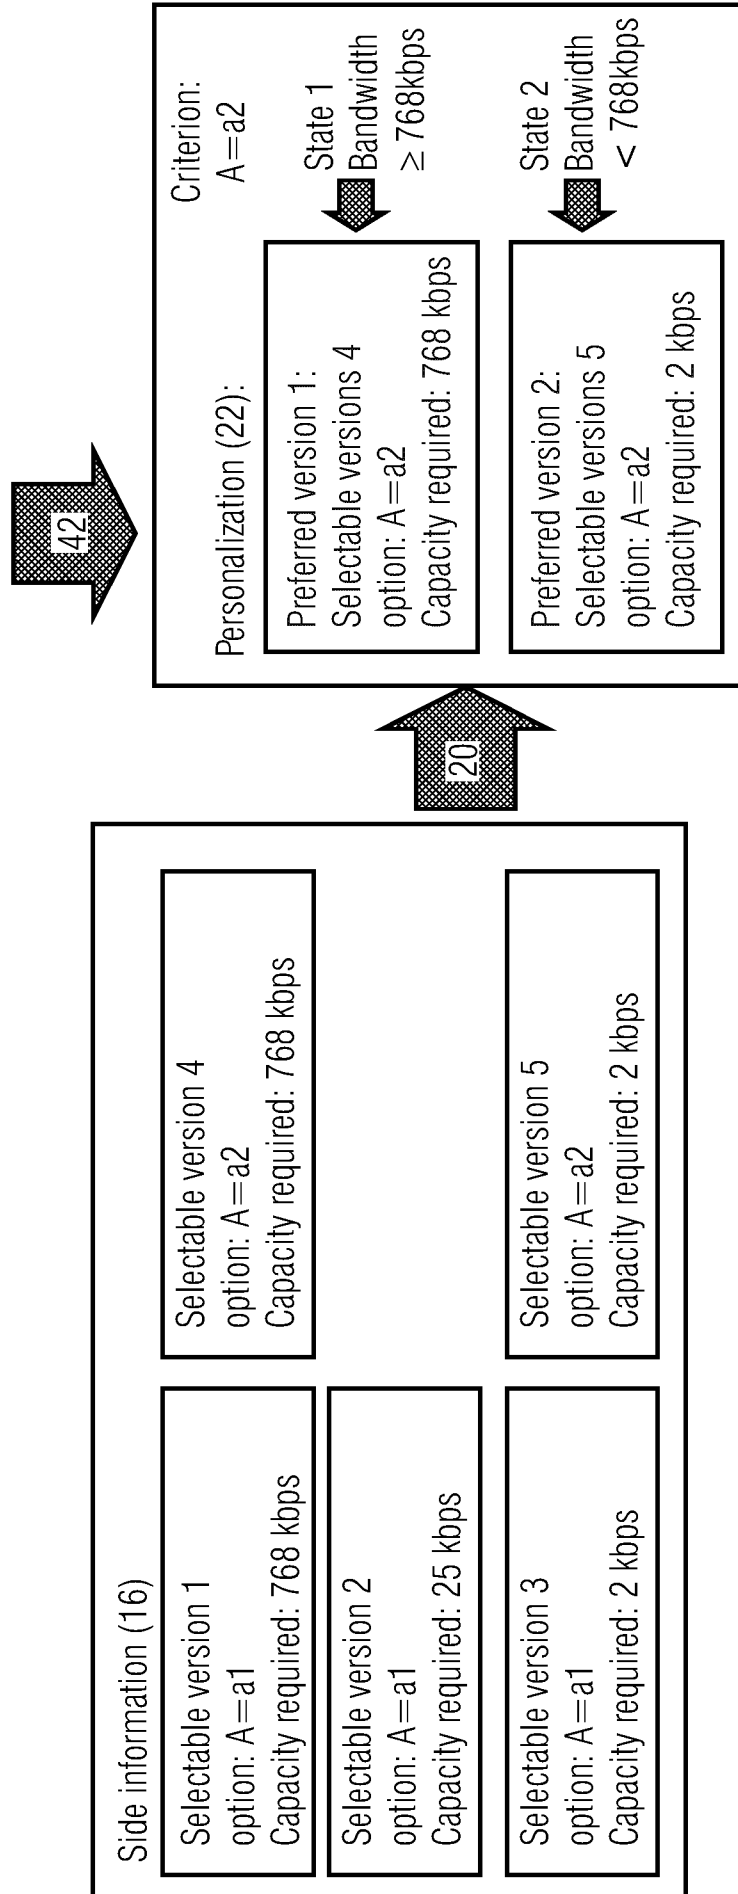 Side information (16)
Selectable version 1
option: A=a1
Capacity required: 768 kbps
Selectable version 2
option: A=a1
Capacity required: 25 kbps
Selectable version 3
option: A=a1
Capacity required: 2 kbps
Selectable version 4
option: A=a2
Capacity required: 768 kbps
Selectable version 5
option: A=a2
Capacity required: 2 kbps
20
42
Personalization (22):
Preferred version 1:
Selectable versions 4
option: A=a2
Capacity required: 768 kbps
Preferred version 2:
Selectable versions 5
option: A=a2
Capacity required: 2 kbps
Criterion:
A=a2
State 1
Bandwidth
≥ 768kbps
State 2
Bandwidth
< 768kbps